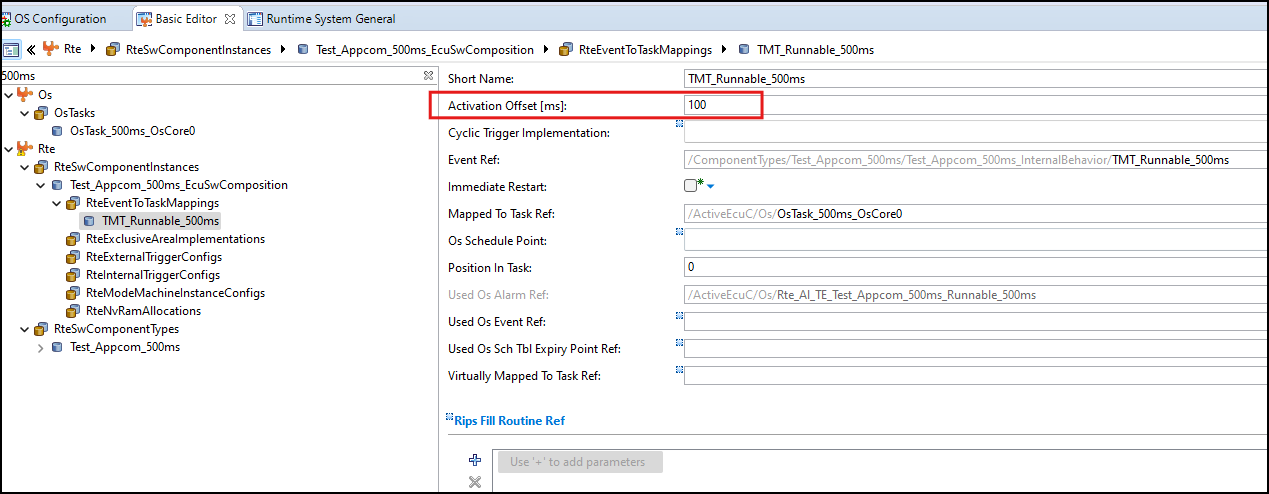 OS Configuration Basic Editor Runtime System General
Rte RteSwComponentInstances Test_Appcom_500ms_EcuSwComposition RteEventToTaskMappings TMT_Runnable_500ms
500ms
Os
OsTasks
OsTask_500ms_OsCore0
Rte
RteSwComponentInstances
Test_Appcom_500ms_EcuSwComposition
RteEventToTaskMappings
TMT_Runnable_500ms
RteExclusiveAreaImplementations
RteExternalTriggerConfigs
RteInternalTriggerConfigs
RteModeMachineInstanceConfigs
RteNvRamAllocations
RteSwComponentTypes
Test_Appcom_500ms
Short Name: TMT_Runnable_500ms
Activation Offset [ms]: 100
Cyclic Trigger Implementation:
Event Ref: /ComponentTypes/Test_Appcom_500ms/Test_Appcom_500ms_InternalBehavior/TMT_Runnable_500ms
Immediate Restart:
Mapped To Task Ref: /ActiveEcuC/Os/OsTask_500ms_OsCore0
Os Schedule Point:
Position In Task: 0
Used Os Alarm Ref: /ActiveEcuC/Os/Rte_Al_TE_Test_Appcom_500ms_Runnable_500ms
Used Os Event Ref:
Used Os Sch Tbl Expiry Point Ref:
Virtually Mapped To Task Ref:
Rips Fill Routine Ref
Use '+' to add parameters